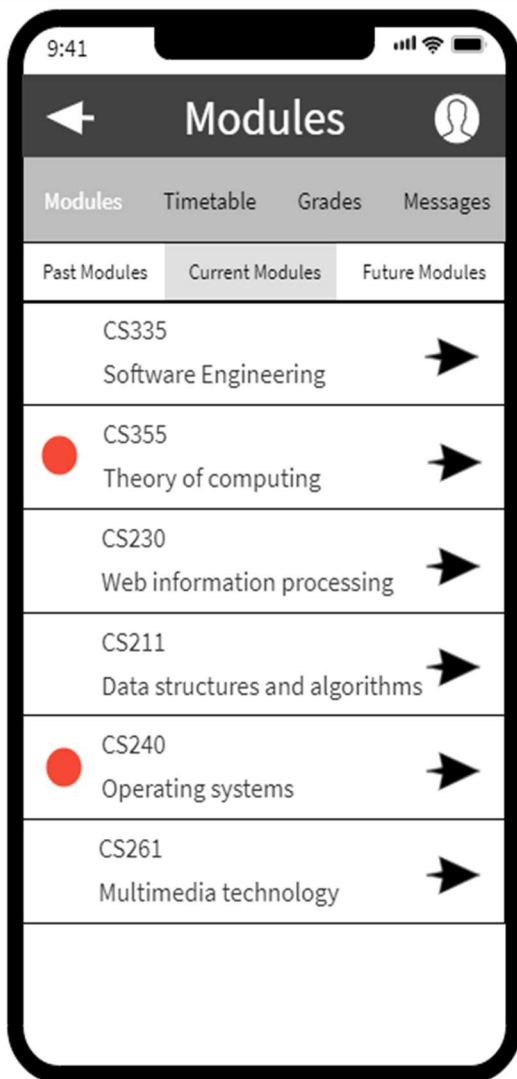 9:41
Modules
Modules Timetable Grades Messages
Past Modules Current Modules Future Modules
CS335
Software Engineering
CS355
Theory of computing
CS230
Web information processing
CS211
Data structures and algorithms
CS240
Operating systems
CS261
Multimedia technology